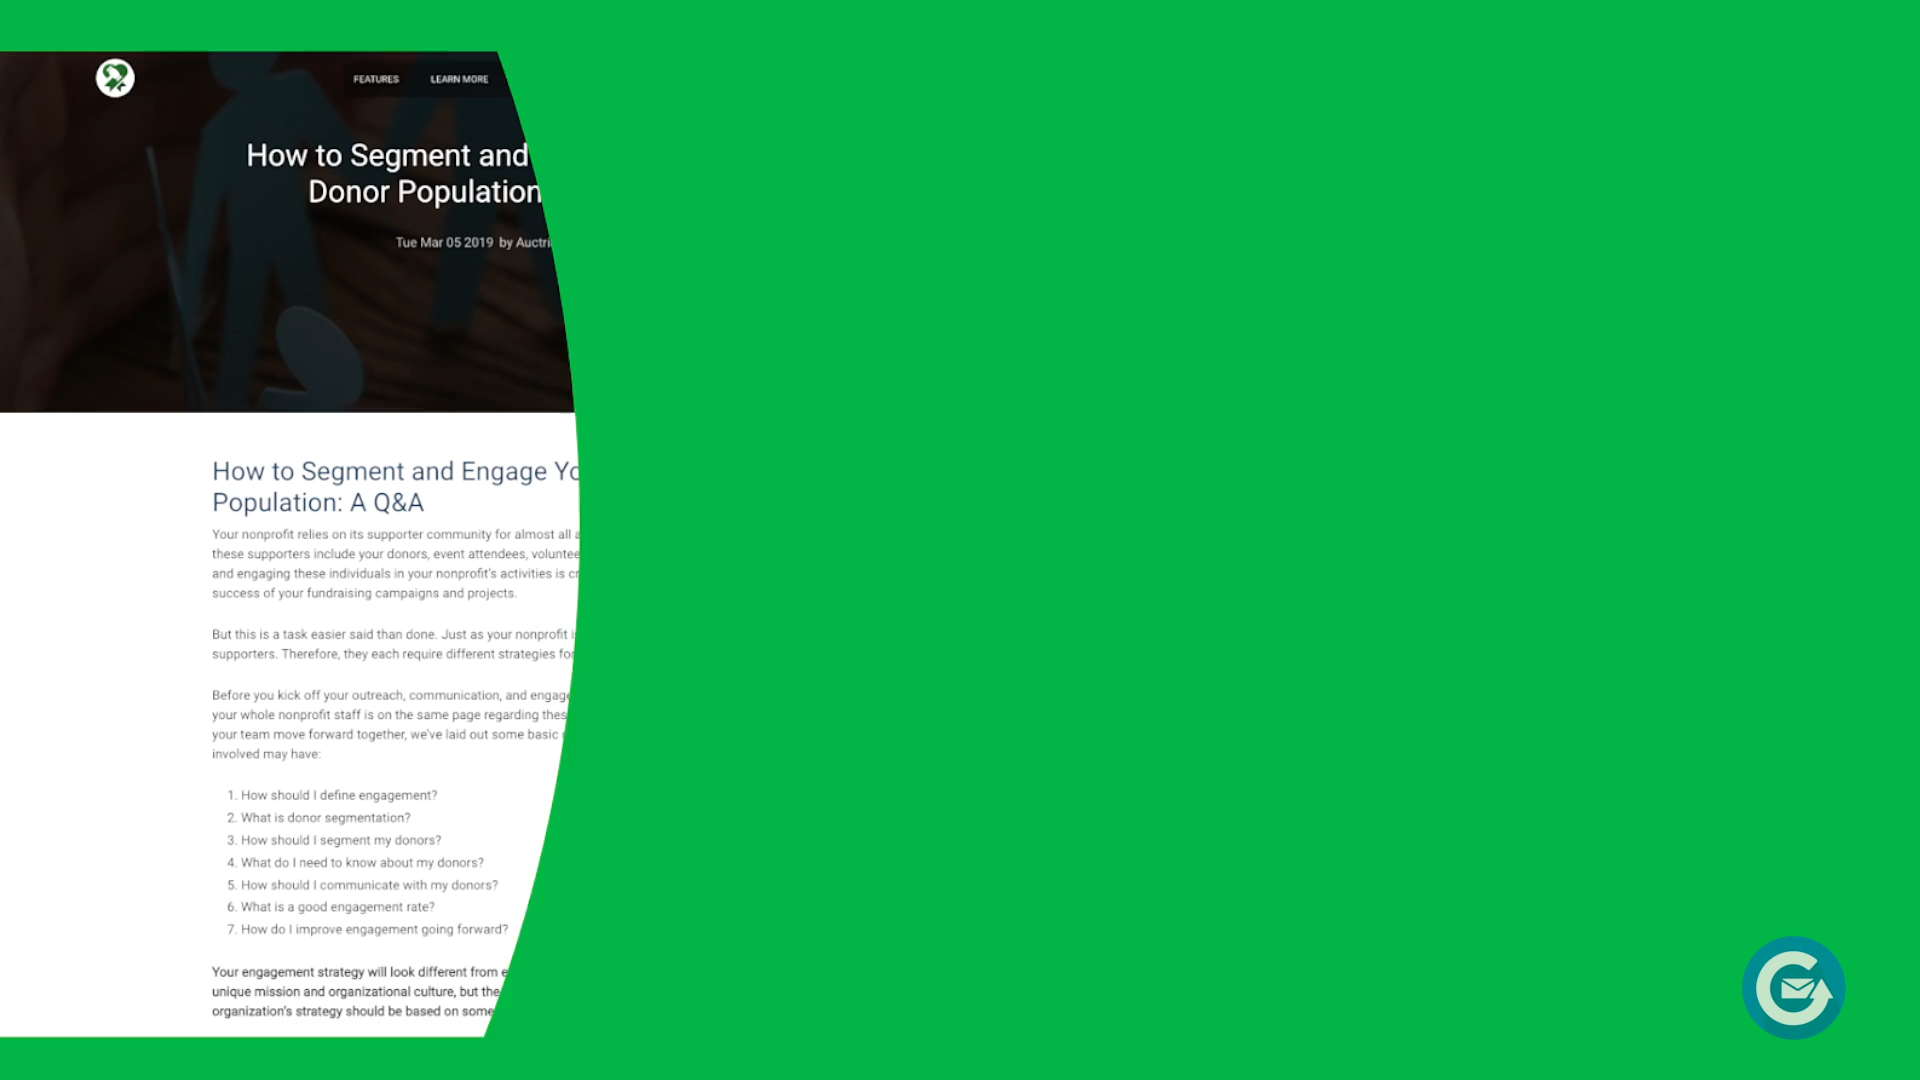 FEATURES LEARN MORE
How to Segment and
Donor Population
Tue Mar 05 2019 by
How to Segment and Engage
Population: A Q&A
Your nonprofit relies on its supporter community for almost all
these supporters include your donors, event attendees,
and engaging these individuals in your nonprofit's activities is
success of your fundraising campaigns and projects.
But this is a task easier said than done. Just as your nonprofit
supporters. Therefore, they each require different strategies
Before you kick off your outreach, communication, and
your whole nonprofit staff is on the same page regarding
your team move forward together, we've laid out some basic
involved may have:
1. How should I define engagement?
2. What is donor segmentation?
3. How should I segment my donors?
4. What do I need to know about my donors?
5. How should I communicate with my donors?
6. What is a good engagement rate?
7. How do I improve engagement going forward?
Your engagement strategy will look different from
unique mission and organizational culture, but
organization's strategy should be based on some